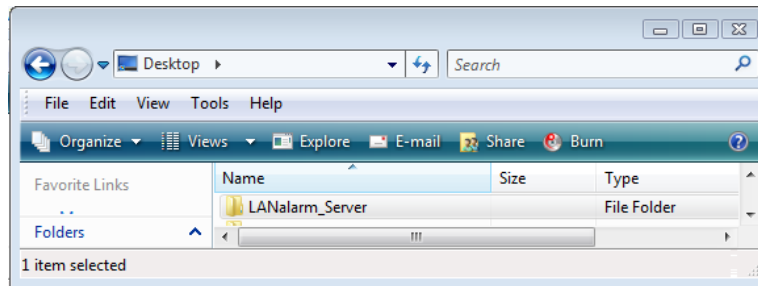 Desktop
Search
File Edit View Tools Help
Organize Views Explore E-mail Share Burn
Favorite Links
Name Size Type
LANalarm_Server File Folder
Folders
1 item selected